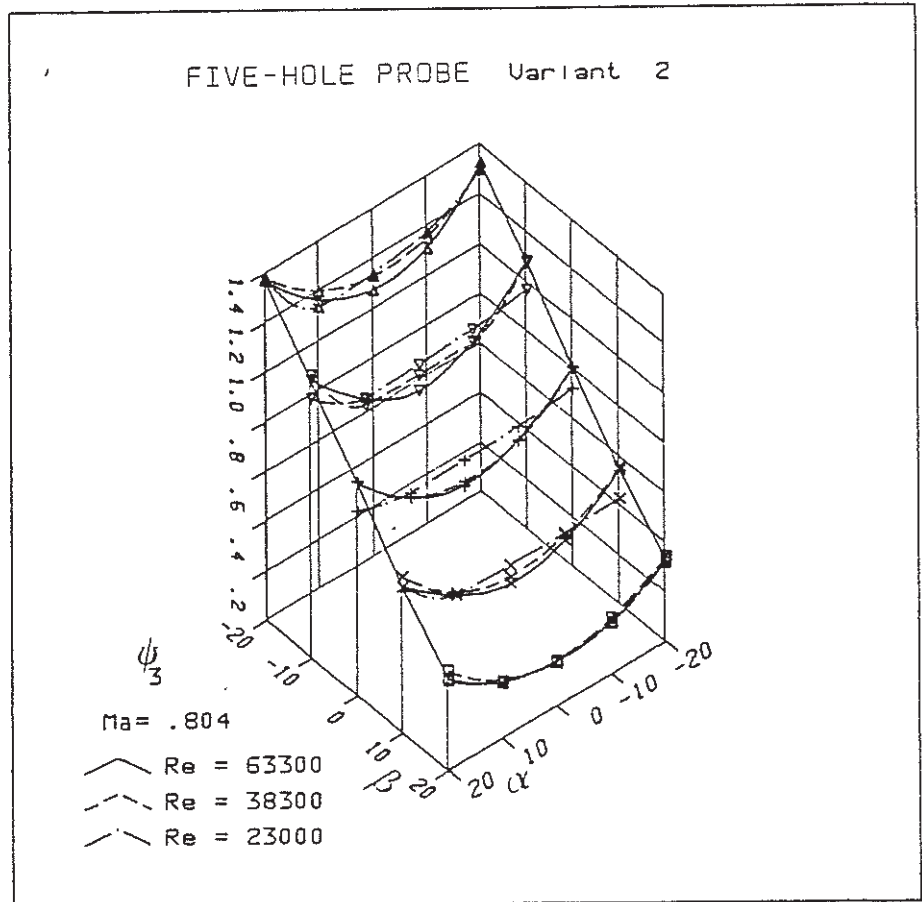 FIVE-HOLE PROBE Variant 2
1.4
1.2
1.0
.8
.6
.4
.2
-20
-10
0
10
20
β
20
10
0
-10
-20
α
ψ3
Ma= .804
Re = 63300
Re = 38300
Re = 23000